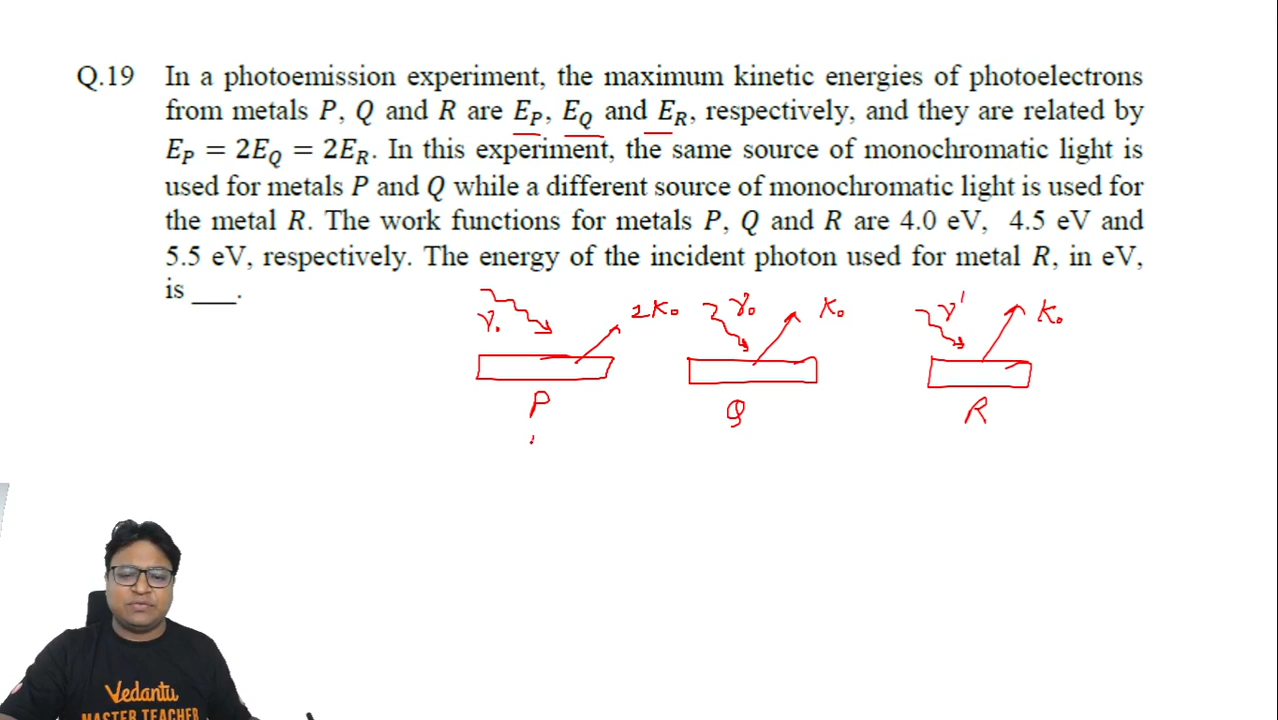 Q.19 In a photoemission experiment, the maximum kinetic energies of photoelectrons
from metals P, Q and R are E_P, E_Q and E_R, respectively, and they are related by
E_P = 2E_Q = 2E_R. In this experiment, the same source of monochromatic light is
used for metals P and Q while a different source of monochromatic light is used for
the metal R. The work functions for metals P, Q and R are 4.0 eV, 4.5 eV and
5.5 eV, respectively. The energy of the incident photon used for metal R, in eV,
is ___.
ν₀ 2K₀ ν₀ K₀ ν' K₀
P Q R
Vedantu
MASTER TEACHER